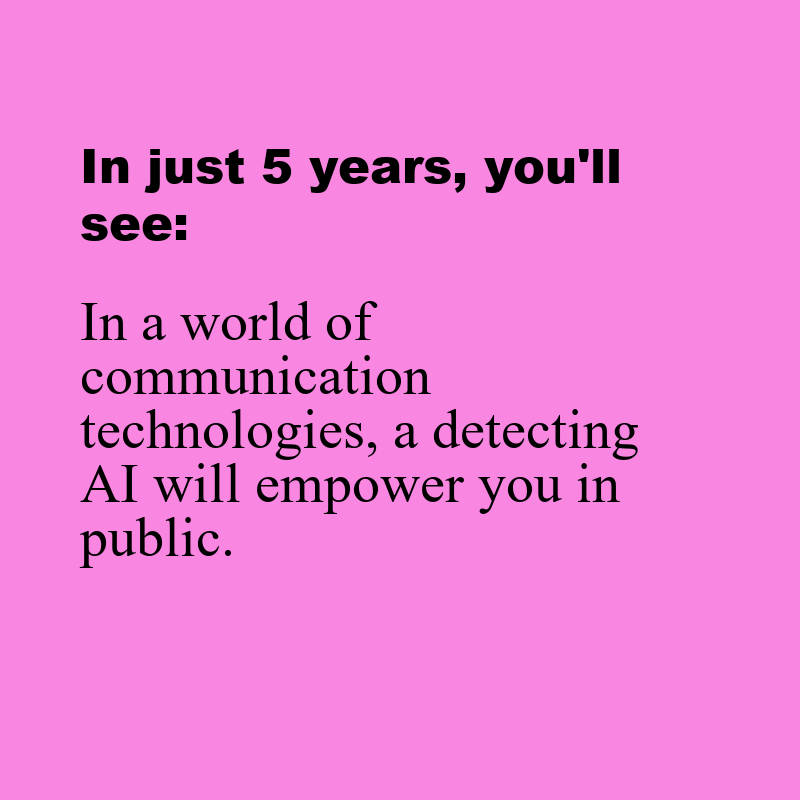 In just 5 years, you'll
see:
In a world of
communication
technologies, a detecting
AI will empower you in
public.